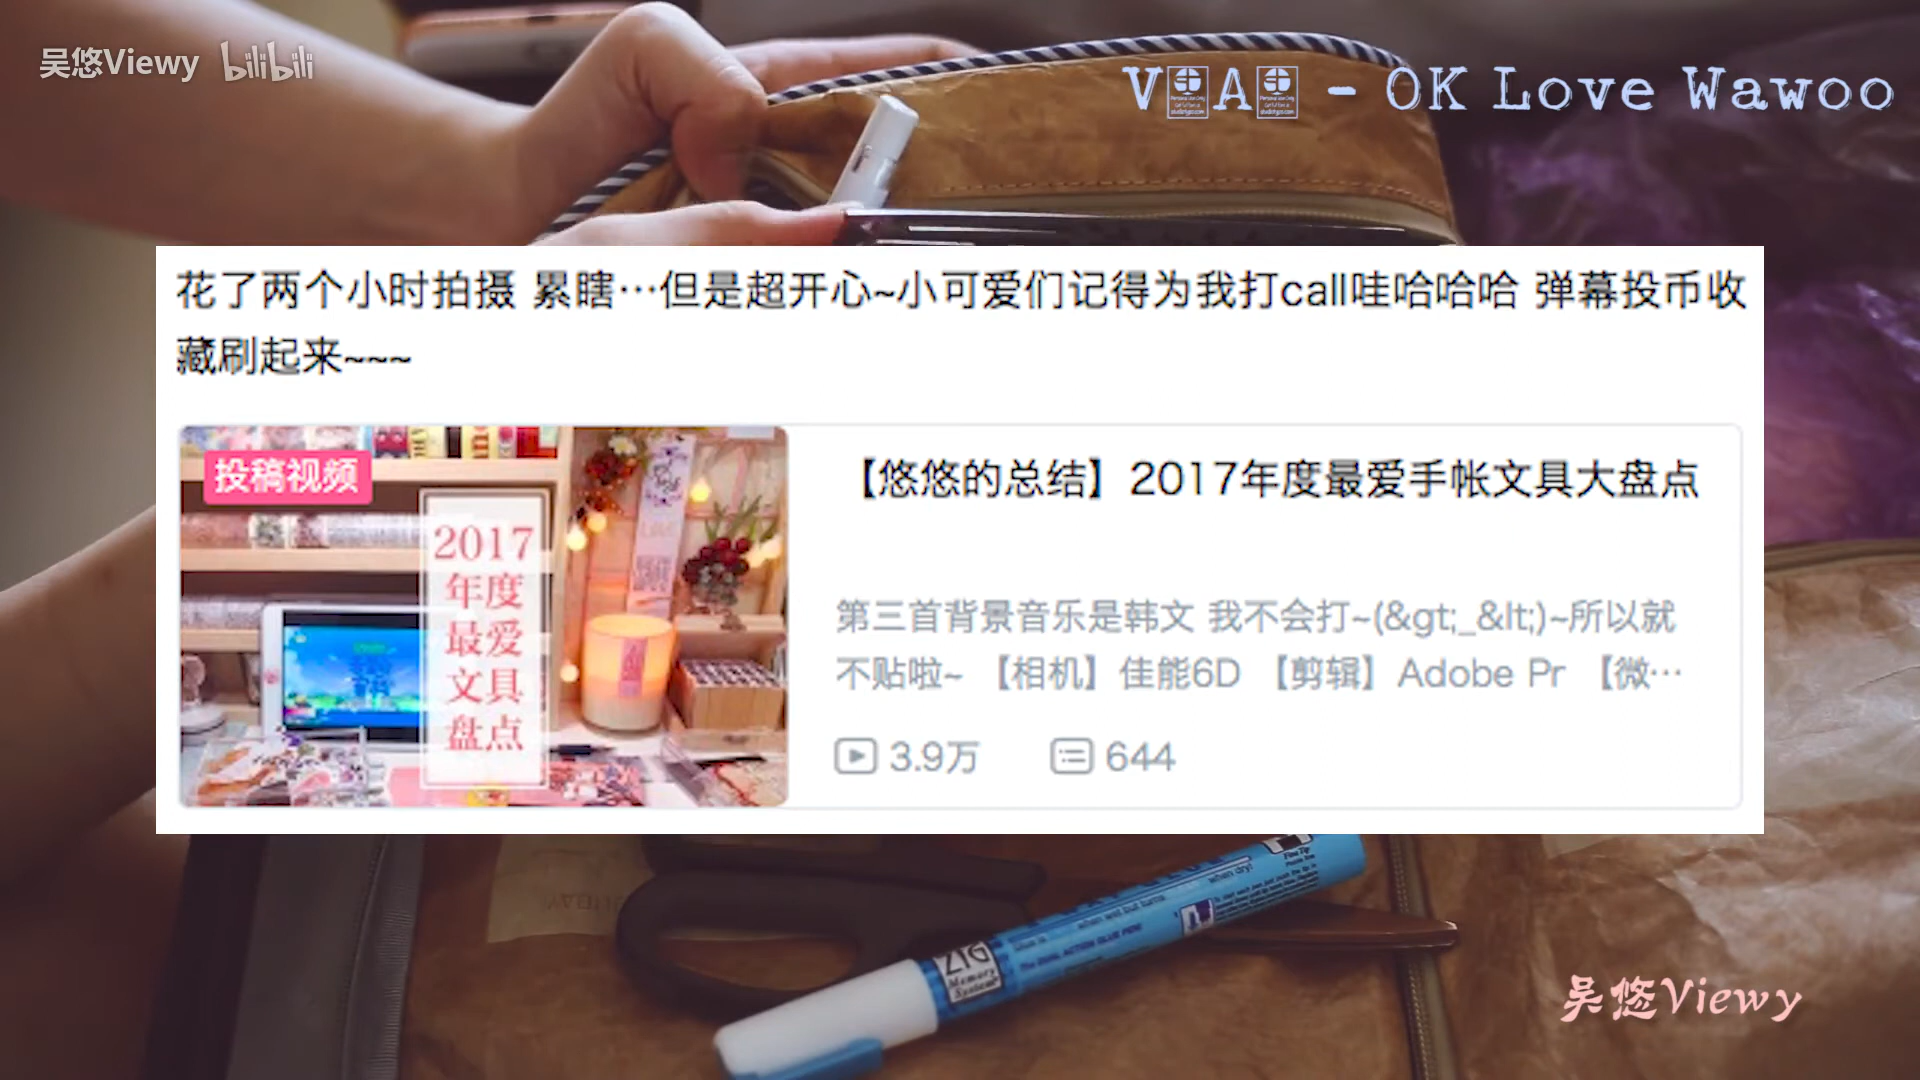 吴悠Viewy bilibili
V A - OK Love Wawoo
花了两个小时拍摄 累瞎…但是超开心~小可爱们记得为我打call哇哈哈哈 弹幕投币收
藏刷起来~~~
投稿视频
2017
年度
最爱
文具
盘点
【悠悠的总结】2017年度最爱手帐文具大盘点
第三首背景音乐是韩文 我不会打~(&gt;_&lt;)~所以就
不贴啦~ 【相机】佳能6D 【剪辑】Adobe Pr 【微…
3.9万 644
when dry!
Fine Tip
ZIG
Memory
System
吴悠Viewy